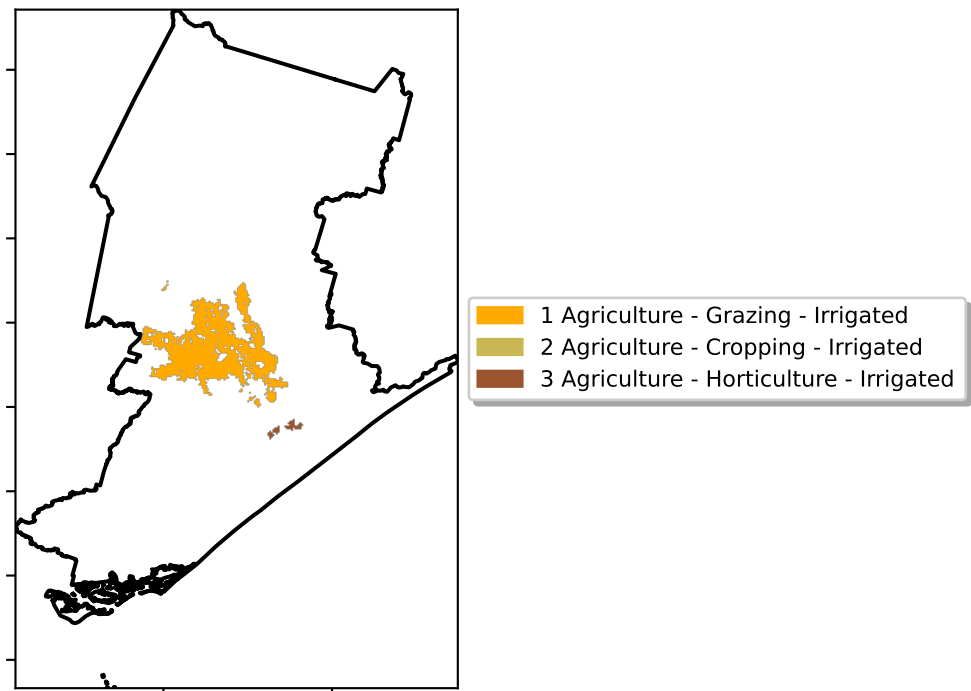 1 Agriculture - Grazing - Irrigated
2 Agriculture - Cropping - Irrigated
3 Agriculture - Horticulture - Irrigated